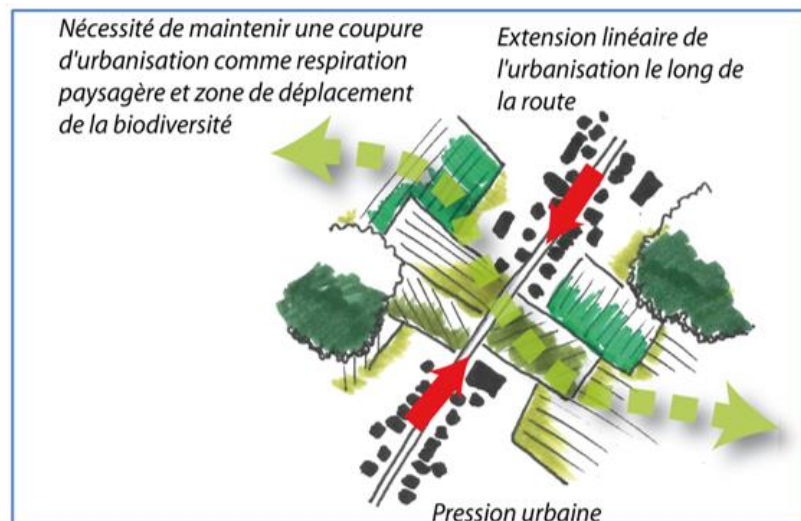 Nécessité de maintenir une coupure
d'urbanisation comme respiration
paysagère et zone de déplacement
de la biodiversité
Extension linéaire de
l'urbanisation le long de
la route
Pression urbaine